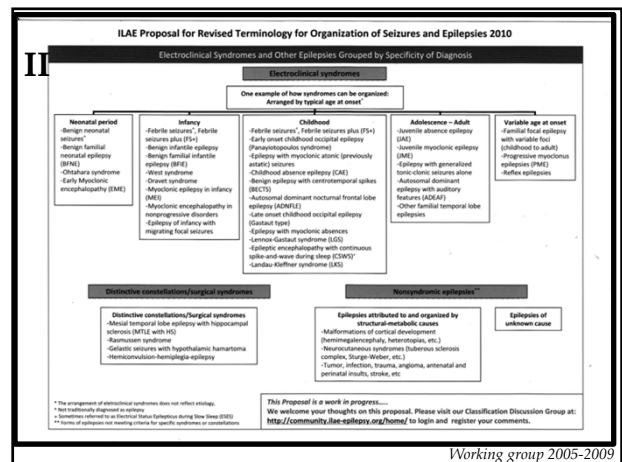 ILAE Proposal for Revised Terminology for Organization of Seizures and Epilepsies 2010
II
Electroclinical Syndromes and Other Epilepsies Grouped by Specificity of Diagnosis
Electroclinical syndromes
One example of how syndromes can be organized:
Arranged by typical age at onset*
Neonatal period
-Benign neonatal
seizures^
-Benign familial
neonatal epilepsy
(BFNE)
-Ohtahara syndrome
-Early Myoclonic
encephalopathy (EME)
Infancy
-Febrile seizures^, Febrile
seizures plus (FS+)
-Benign infantile epilepsy
-Benign familial infantile
epilepsy (BFIE)
-West syndrome
-Dravet syndrome
-Myoclonic epilepsy in infancy
(MEI)
-Myoclonic encephalopathy in
nonprogressive disorders
-Epilepsy of infancy with
migrating focal seizures
Childhood
-Febrile seizures^, Febrile seizures plus (FS+)
-Early onset childhood occipital epilepsy
(Panayiotopoulos syndrome)
-Epilepsy with myoclonic atonic (previously
astatic) seizures
-Childhood absence epilepsy (CAE)
-Benign epilepsy with centrotemporal spikes
(BECTS)
-Autosomal dominant nocturnal frontal lobe
epilepsy (ADNFLE)
-Late onset childhood occipital epilepsy
(Gastaut type)
-Epilepsy with myoclonic absences
-Lennox-Gastaut syndrome (LGS)
-Epileptic encephalopathy with continuous
spike-and-wave during sleep (CSWS)+
-Landau-Kleffner syndrome (LKS)
Adolescence – Adult
-Juvenile absence epilepsy
(JAE)
-Juvenile myoclonic epilepsy
(JME)
-Epilepsy with generalized
tonic-clonic seizures alone
-Autosomal dominant
epilepsy with auditory
features (ADEAF)
-Other familial temporal lobe
epilepsies
Variable age at onset
-Familial focal epilepsy
with variable foci
(childhood to adult)
-Progressive myoclonus
epilepsies (PME)
-Reflex epilepsies
Distinctive constellations/surgical syndromes
Distinctive Constellations/Surgical Syndromes
-Mesial temporal lobe epilepsy with hippocampal
sclerosis (MTLE with HS)
-Rasmussen syndrome
-Gelastic seizures with hypothalamic hamartoma
-Hemiconvulsion-hemiplegia-epilepsy
Nonsyndromic epilepsies**
Epilepsies attributed to and organized by
structural-metabolic causes
-Malformations of cortical development
(hemimegalencephaly, heterotopias, etc.)
-Neurocutaneous syndromes (tuberous sclerosis
complex, Sturge-Weber, etc.)
-Tumor, infection, trauma, angioma, antenatal and
perinatal insults, stroke, etc
Epilepsies of
unknown cause
* The arrangement of eletroclinical syndromes does not reflect etiology,
^ Not traditionally diagnosed as epilepsy
+ Sometimes referred to as Electrical Status Epilepticus during Slow Sleep (ESES)
** Forms of epilepsies not meeting criteria for specific syndromes or constellations
This Proposal is a work in progress.....
We welcome your thoughts on this proposal. Please visit our Classification Discussion Group at:
http://community.ilae-epilepsy.org/home/ to login and register your comments.
Working group 2005-2009